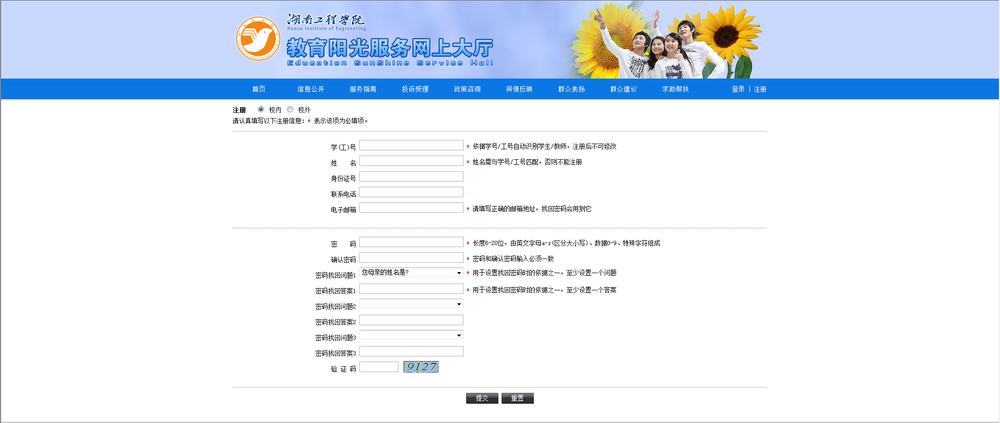 湖南工程学院
Hunan Institute of Engineering
教育阳光服务网上大厅
Education SunShine Service Hall
首页 信息公开 服务指南 投诉受理 政策咨询 舆情反映 群众表扬 群众建议 求助帮扶 登录 | 注册
注册 校内 校外
请认真填写以下注册信息：* 表示该项为必填项。
学(工)号 * 依据学号/工号自动识别学生/教师，注册后不可修改
姓 名 * 姓名需与学号/工号匹配，否则不能注册
身份证号
联系电话
电子邮箱 * 请填写正确的邮箱地址，找回密码会用到它
密 码 * 长度6-20位，由英文字母a-z(区分大小写)、数据0-9、特殊字符组成
确认密码 * 密码和确认密码输入必须一致
密码找回问题1 您母亲的姓名是? * 用于设置找回密码时的依据之一，至少设置一个问题
密码找回答案1 * 用于设置找回密码时的依据之一，至少设置一个答案
密码找回问题2
密码找回答案2
密码找回问题3
密码找回答案3
验 证 码 9127
提交 重置